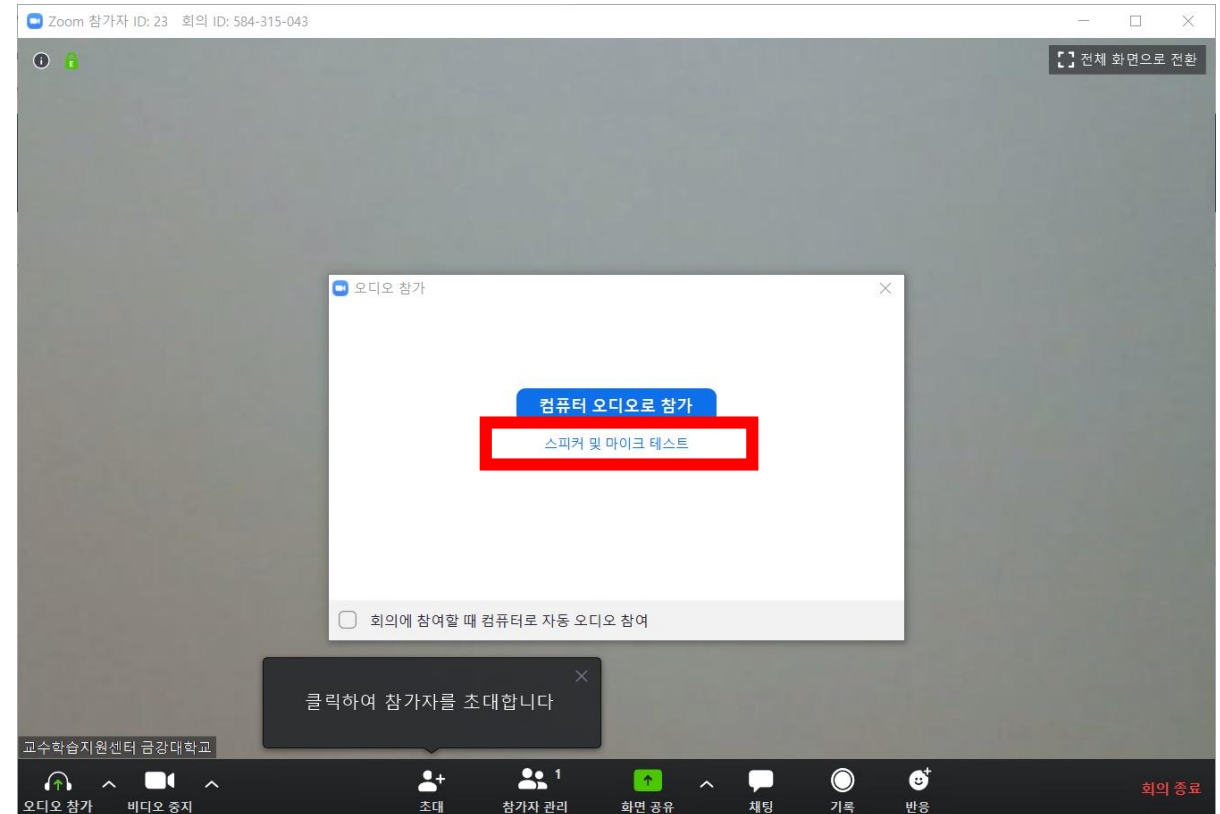 Zoom 참가자 ID: 23 회의 ID: 584-315-043
전체 화면으로 전환
오디오 참가
컴퓨터 오디오로 참가
스피커 및 마이크 테스트
회의에 참여할 때 컴퓨터로 자동 오디오 참여
클릭하여 참가자를 초대합니다
교수학습지원센터 금강대학교
1
오디오 참가 비디오 중지 초대 참가자 관리 화면 공유 채팅 기록 반응 회의 종료